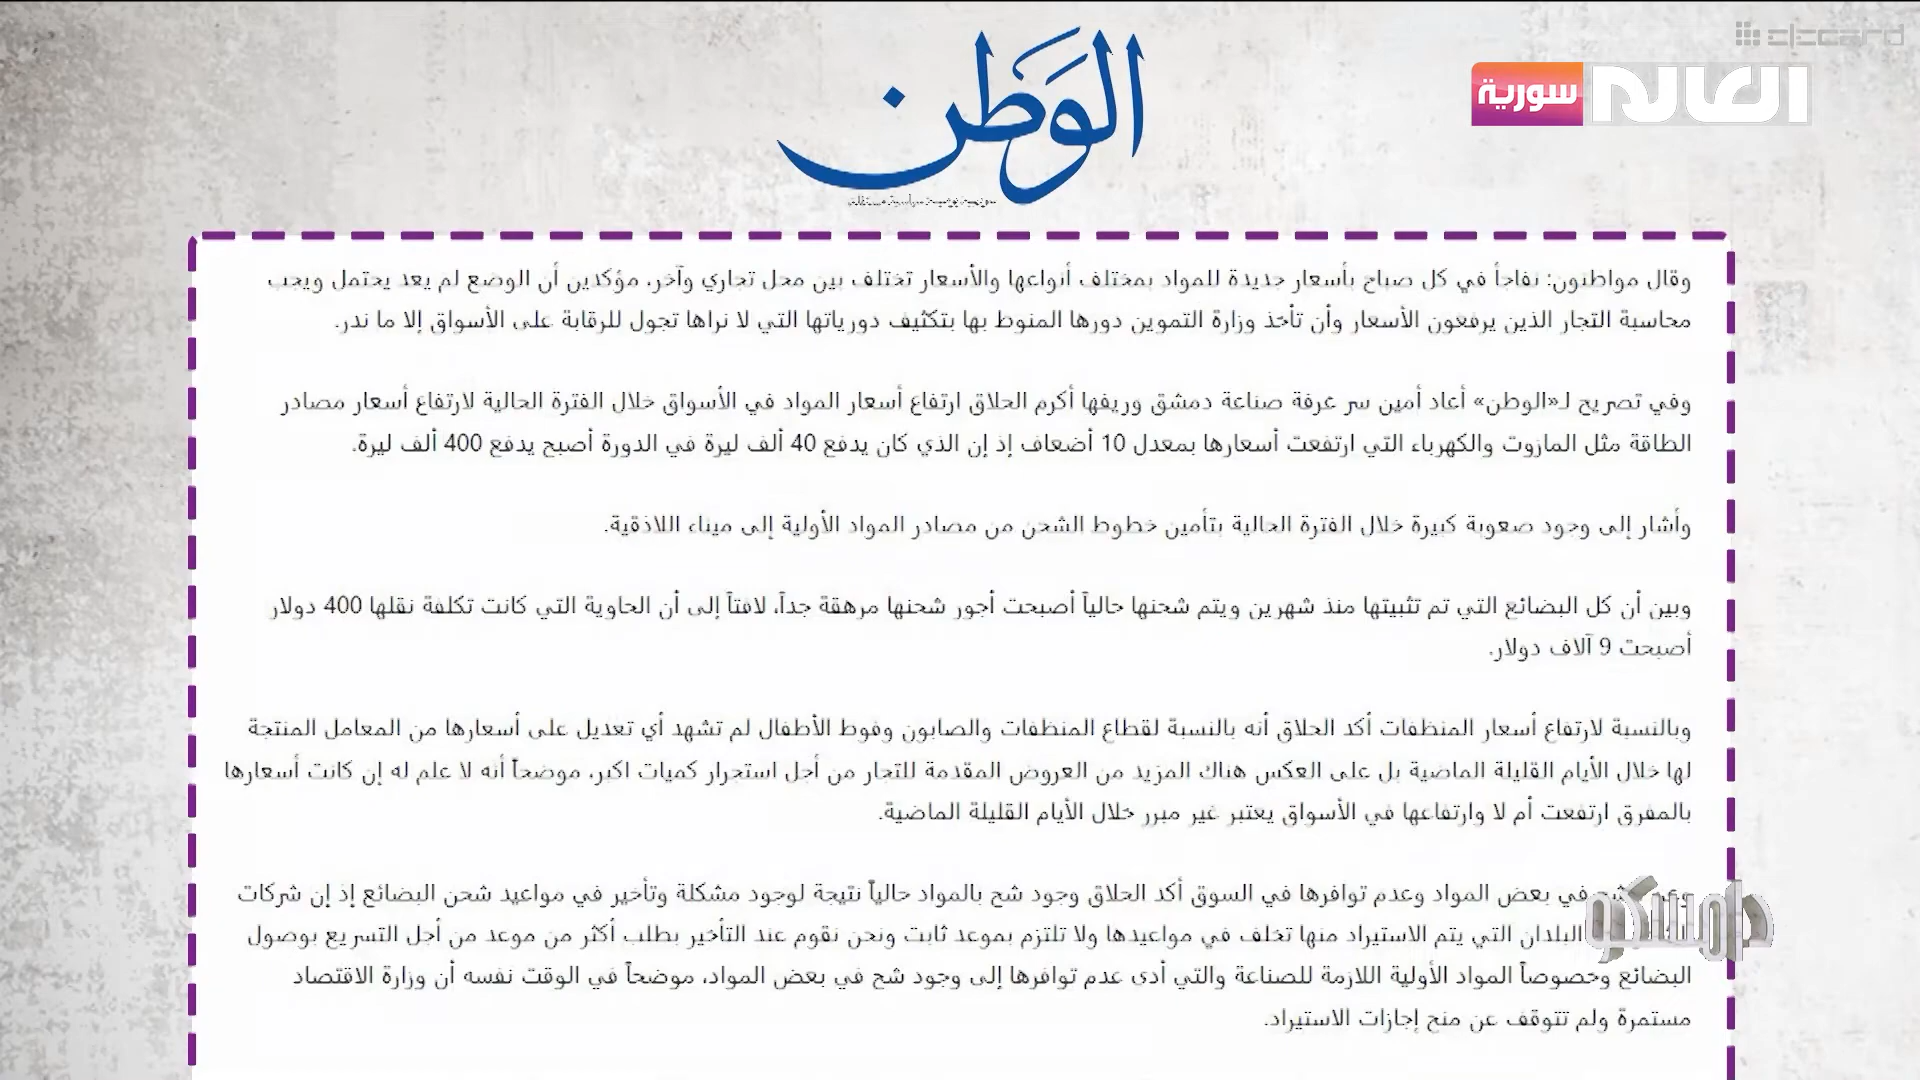 elecard
العالم سورية
الوطن
سورية يومية سياسية مستقلة
وقال مواطنون: نفاجأ في كل صباح بأسعار جديدة للمواد بمختلف أنواعها والأسعار تختلف بين محل تجاري وآخر، مؤكدين أن الوضع لم يعد يحتمل ويجب
محاسبة التجار الذين يرفعون الأسعار وأن تأخذ وزارة التموين دورها المنوط بها بتكثيف دورياتها التي لا نراها تجول للرقابة على الأسواق إلا ما ندر.
وفي تصريح لـ«الوطن» أعاد أمين سر غرفة صناعة دمشق وريفها أكرم الحلاق ارتفاع أسعار المواد في الأسواق خلال الفترة الحالية لارتفاع أسعار مصادر
الطاقة مثل المازوت والكهرباء التي ارتفعت أسعارها بمعدل 10 أضعاف إذ إن الذي كان يدفع 40 ألف ليرة في الدورة أصبح يدفع 400 ألف ليرة.
وأشار إلى وجود صعوبة كبيرة خلال الفترة الحالية بتأمين خطوط الشحن من مصادر المواد الأولية إلى ميناء اللاذقية.
وبين أن كل البضائع التي تم تثبيتها منذ شهرين ويتم شحنها حالياً أصبحت أجور شحنها مرهقة جداً، لافتاً إلى أن الحاوية التي كانت تكلفة نقلها 400 دولار
أصبحت 9 آلاف دولار.
وبالنسبة لارتفاع أسعار المنظفات أكد الحلاق أنه بالنسبة لقطاع المنظفات والصابون وفوط الأطفال لم تشهد أي تعديل على أسعارها من المعامل المنتجة
لها خلال الأيام القليلة الماضية بل على العكس هناك المزيد من العروض المقدمة للتجار من أجل استجرار كميات اكبر، موضحاً أنه لا علم له إن كانت أسعارها
بالمفرق ارتفعت أم لا وارتفاعها في الأسواق يعتبر غير مبرر خلال الأيام القليلة الماضية.
في بعض المواد وعدم توافرها في السوق أكد الحلاق وجود شح بالمواد حالياً نتيجة لوجود مشكلة وتأخير في مواعيد شحن البضائع إذ إن شركات
البلدان التي يتم الاستيراد منها تخلف في مواعيدها ولا تلتزم بموعد ثابت ونحن نقوم عند التأخير بطلب أكثر من موعد من أجل التسريع بوصول
البضائع وخصوصاً المواد الأولية اللازمة للصناعة والتي أدى عدم توافرها إلى وجود شح في بعض المواد، موضحاً في الوقت نفسه أن وزارة الاقتصاد
مستمرة ولم تتوقف عن منح إجازات الاستيراد.
دامسكو